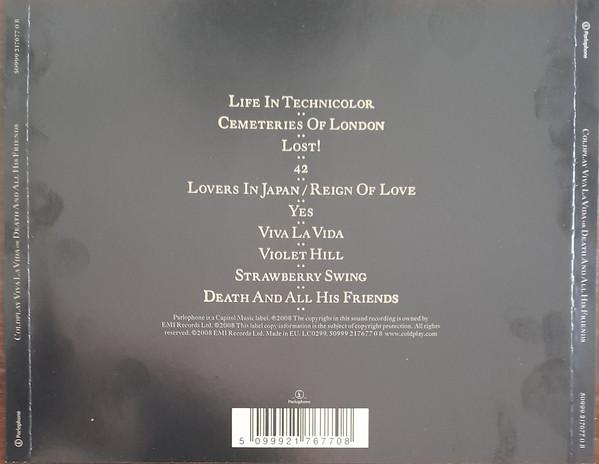 50999 217677 0 8
Coldplay Viva La Vida or Death And All His Friends
Parlophone
Life In Technicolor
Cemeteries Of London
Lost!
42
Lovers In Japan/Reign Of Love
Yes
Viva La Vida
Violet Hill
Strawberry Swing
Death And All His Friends
Parlophone is a Capitol Music label. ℗2008 The copyright in this sound recording is owned by
EMI Records Ltd. ©2008 This label copy information is the subject of copyright protection. All rights
reserved. ©2008 EMI Records Ltd. Made in EU. LC0299. 50999 217677 0 8 www.coldplay.com
Parlophone
5 099921 767708
Parlophone
Coldplay Viva La Vida or Death And All His Friends
50999 217677 0 8